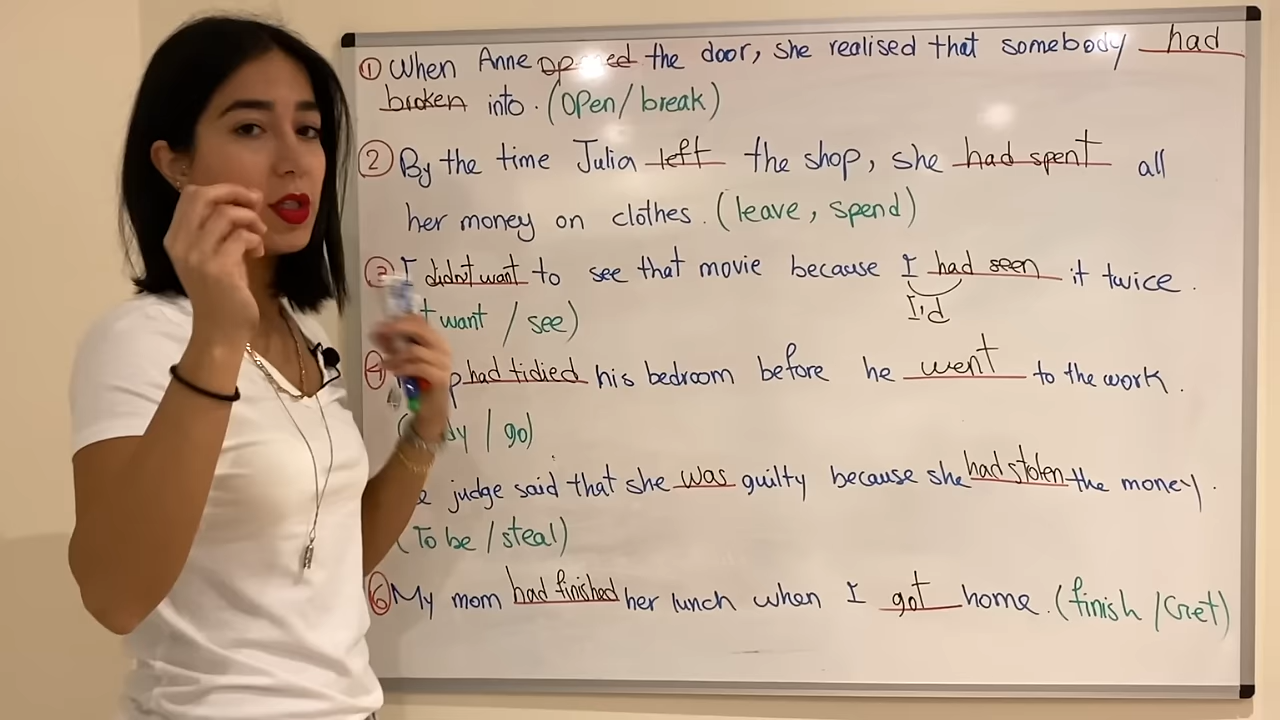 ① When Anne opened the door, she realised that somebody had
broken into. (open/break)
② By the time Julia left the shop, she had spent all
her money on clothes. (leave, spend)
③ I didn't want to see that movie because I had seen it twice.
I'd
want / see)
④ had tidied his bedroom before he went to the work.
/ go)
judge said that she was guilty because she had stolen the money.
(To be / steal)
⑥ My mom had finished her lunch when I got home. (finish / Get)